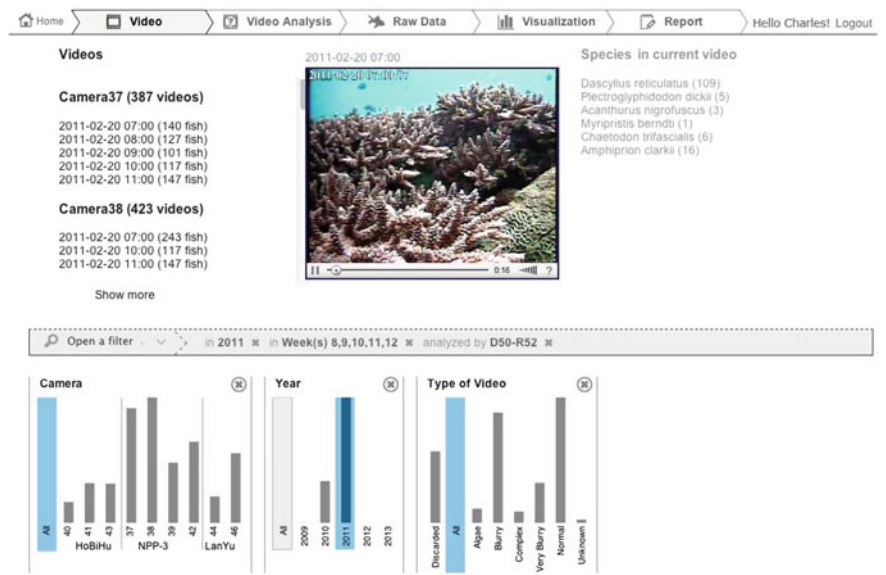 Home Video Video Analysis Raw Data Visualization Report Hello Charles! Logout
Videos
Camera37 (387 videos)
2011-02-20 07:00 (140 fish)
2011-02-20 08:00 (127 fish)
2011-02-20 09:00 (101 fish)
2011-02-20 10:00 (117 fish)
2011-02-20 11:00 (147 fish)
Camera38 (423 videos)
2011-02-20 07:00 (243 fish)
2011-02-20 10:00 (117 fish)
2011-02-20 11:00 (147 fish)
Show more
2011-02-20 07:00
0:16 ?
Species in current video
Dascyllus reticulatus (109)
Plectroglyphidodon dickii (5)
Acanthurus nigrofuscus (3)
Myripristis berndti (1)
Chaetodon trifascialis (6)
Amphiprion clarkii (16)
Open a filter in 2011 in Week(s) 8,9,10,11,12 analyzed by D50-R52
Camera
All 40 41 43 37 38 39 42 44 46
HoBiHu NPP-3 LanYu
Year
All 2009 2010 2011 2012 2013
Type of Video
Discarded All Algae Blurry Complex Very Blurry Normal Unknown